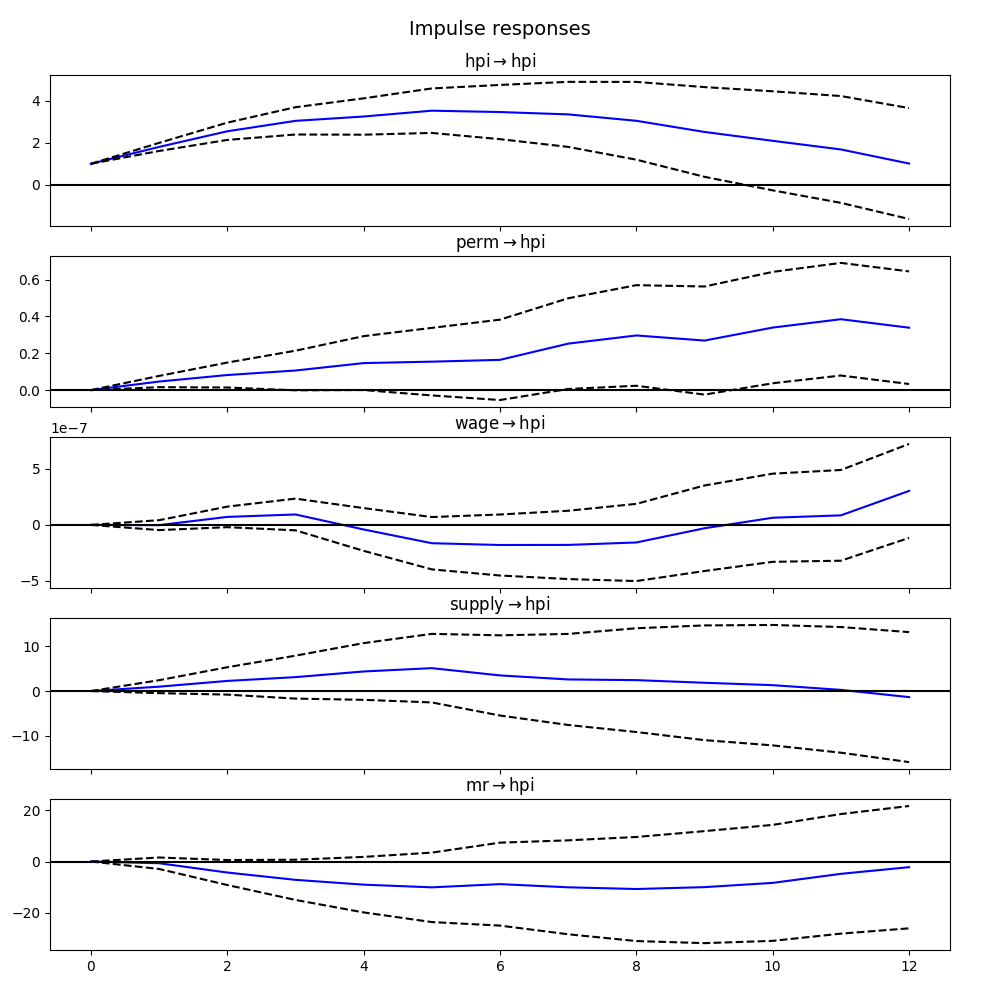 Impulse responses
hpi → hpi
4
2
0
perm → hpi
0.6
0.4
0.2
0.0
wage → hpi
1e−7
5
0
−5
supply → hpi
10
0
−10
mr → hpi
20
0
−20
0 2 4 6 8 10 12